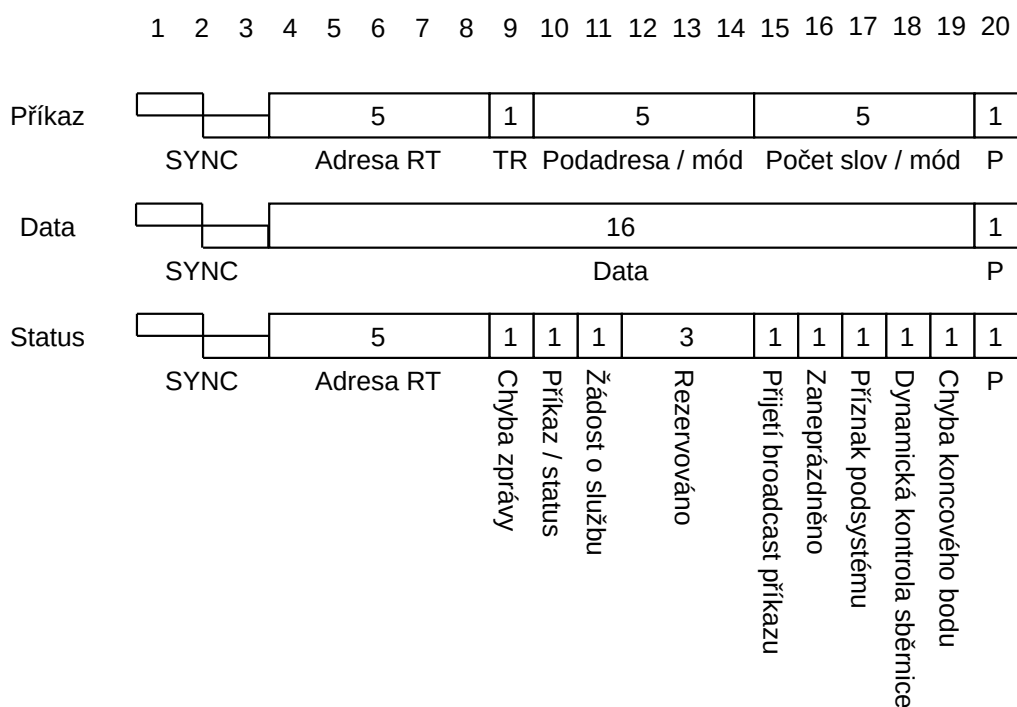 1 2 3 4 5 6 7 8 9 10 11 12 13 14 15 16 17 18 19 20
Příkaz 5 1 5 5 1
SYNC Adresa RT TR Podadresa / mód Počet slov / mód P
Data 16 1
SYNC Data P
Status 5 1 1 1 3 1 1 1 1 1 1
SYNC Adresa RT P
Chyba zprávy
Příkaz / status
Žádost o službu
Rezervováno
Přijetí broadcast příkazu
Zaneprázdněno
Příznak podsystému
Dynamická kontrola sběrnice
Chyba koncového bodu